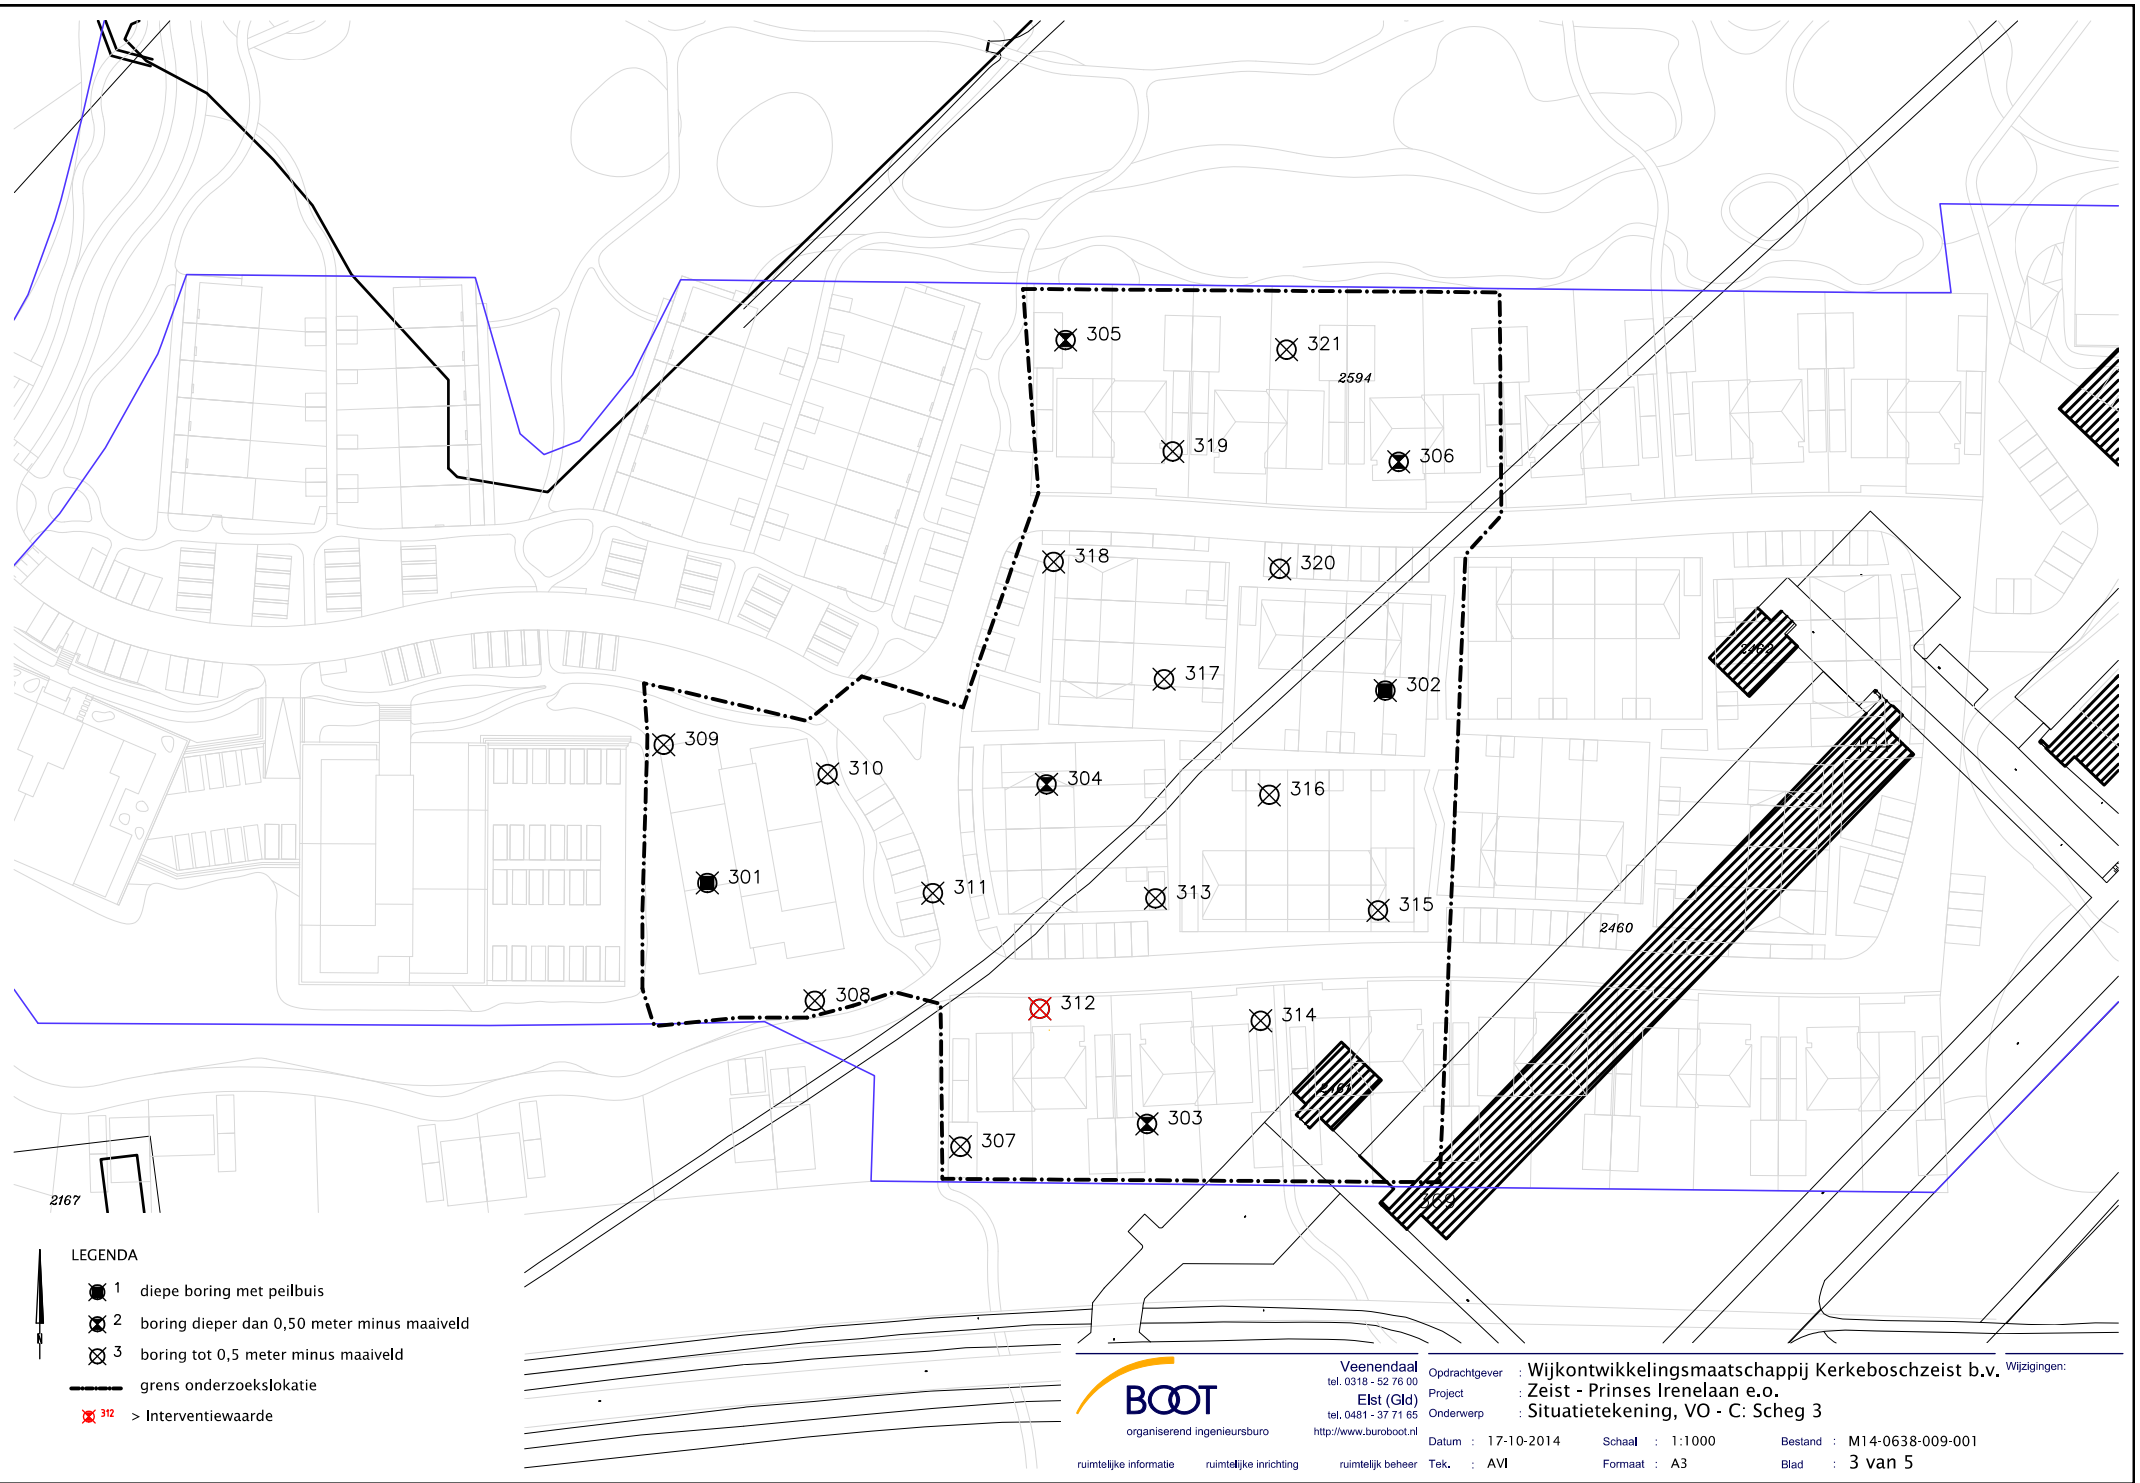 305
321
2594
319
306
318
320
317
302
2462
309
310
304
316
301
311
313
315
2460
308
312
314
2461
303
307
2167
369
LEGENDA
1 diepe boring met peilbuis
2 boring dieper dan 0,50 meter minus maaiveld
3 boring tot 0,5 meter minus maaiveld
grens onderzoekslokatie
312 > Interventiewaarde
N
BOOT
organiserend ingenieursburo
ruimtelijke informatie ruimtelijke inrichting ruimtelijk beheer
Veenendaal
tel. 0318 - 52 76 00
Elst (Gld)
tel. 0481 - 37 71 65
http://www.buroboot.nl
Opdrachtgever : Wijkontwikkelingsmaatschappij Kerkeboschzeist b.v.
Project : Zeist - Prinses Irenelaan e.o.
Onderwerp : Situatietekening, VO - C: Scheg 3
Datum : 17-10-2014 Schaal : 1:1000 Bestand : M14-0638-009-001
Tek. : AVI Formaat : A3 Blad : 3 van 5
Wijzigingen: